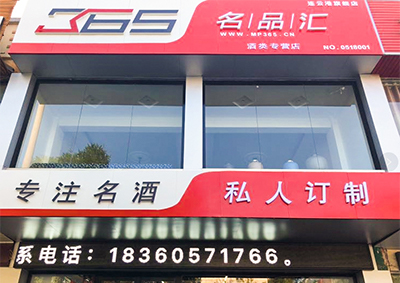 365
名|品|汇
WWW.MP365.CN
酒类专营店
连云港旗舰店
NO.0518001
专注名酒
私人订制
系电话：18360571766。